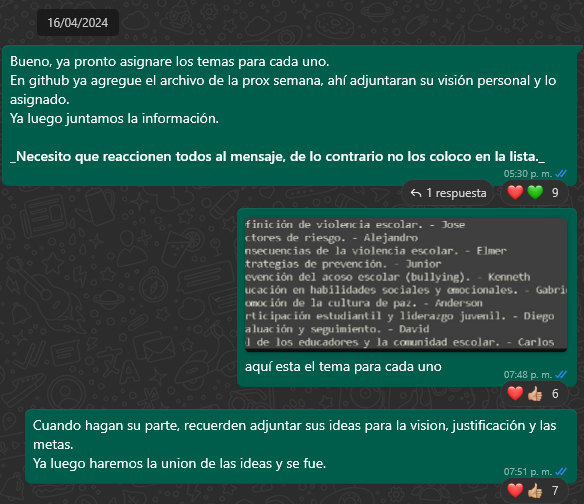 16/04/2024
Bueno, ya pronto asignare los temas para cada uno.
En github ya agregue el archivo de la prox semana, ahí adjuntaran su visión personal y lo
asignado.
Ya luego juntamos la información.
_Necesito que reaccionen todos al mensaje, de lo contrario no los coloco en la lista._
05:30 p. m.
1 respuesta
9
finición de violencia escolar. - Jose
ctores de riesgo. - Alejandro
nsecuencias de la violencia escolar. - Elmer
trategias de prevención. - Junior
evención del acoso escolar (bullying). - Kenneth
ucación en habilidades sociales y emocionales. - Gabrie
omoción de la cultura de paz. - Anderson
rticipación estudiantil y liderazgo juvenil. - Diego
aluación y seguimiento. - David
l de los educadores y la comunidad escolar. - Carlos
aquí esta el tema para cada uno
07:48 p. m.
6
Cuando hagan su parte, recuerden adjuntar sus ideas para la vision, justificación y las
metas.
Ya luego haremos la union de las ideas y se fue.
07:51 p. m.
7